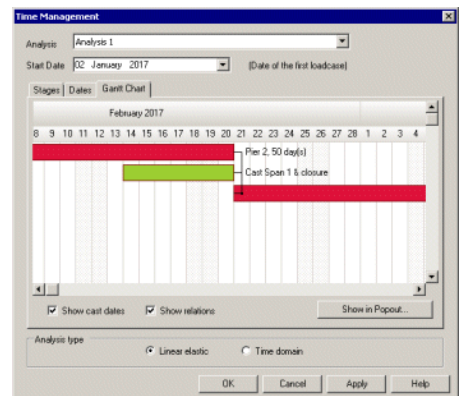 Time Management
Analysis Analysis 1
Start Date 02 January 2017 (Date of the first loadcase)
Stages Dates Gantt Chart
February 2017
8 9 10 11 12 13 14 15 16 17 18 19 20 21 22 23 24 25 26 27 28 1 2 3 4
Pier 2, 50 day(s)
Cast Span 1 & closure
Show cast dates Show relations Show in Popout...
Analysis type
Linear elastic Time domain
OK Cancel Apply Help